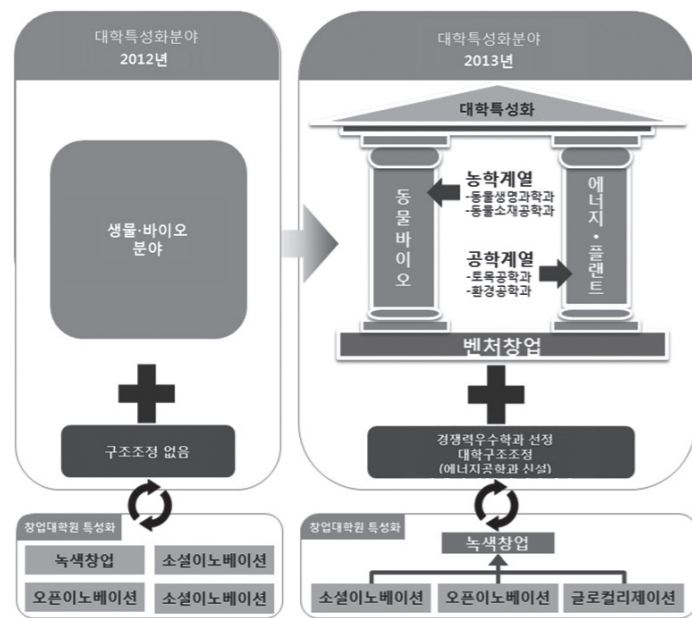 대학특성화분야
2012년
생물·바이오
분야
구조조정 없음
창업대학원 특성화
녹색창업
소셜이노베이션
오픈이노베이션
소셜이노베이션
대학특성화분야
2013년
대학특성화
동물바이오
농학계열
-동물생명과학과
-동물소재공학과
공학계열
-토목공학과
-환경공학과
에너지·플랜트
벤처창업
경쟁력우수학과 선정
대학구조조정
(에너지공학과 신설)
창업대학원 특성화
녹색창업
소셜이노베이션
오픈이노베이션
글로컬리제이션